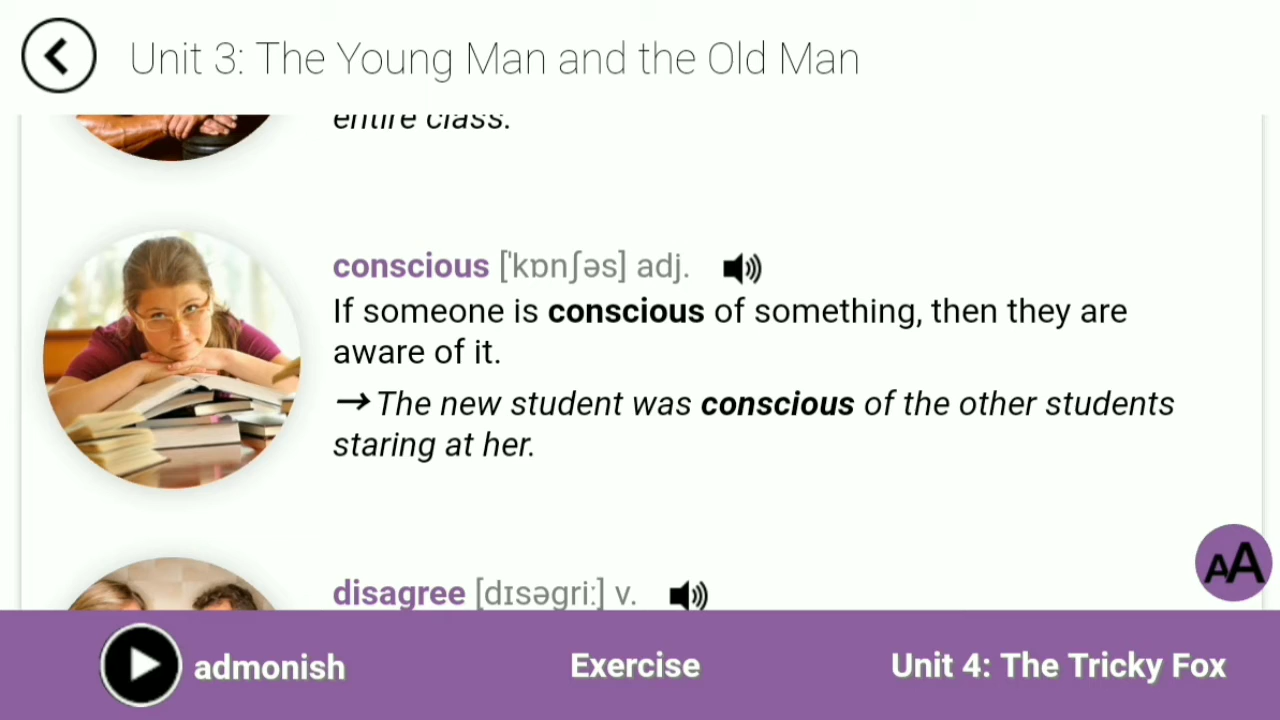 Unit 3: The Young Man and the Old Man
entire class.
conscious ['kɒnʃəs] adj.
If someone is conscious of something, then they are
aware of it.
→ The new student was conscious of the other students
staring at her.
AA
disagree [dɪsəgri:] v.
admonish
Exercise
Unit 4: The Tricky Fox